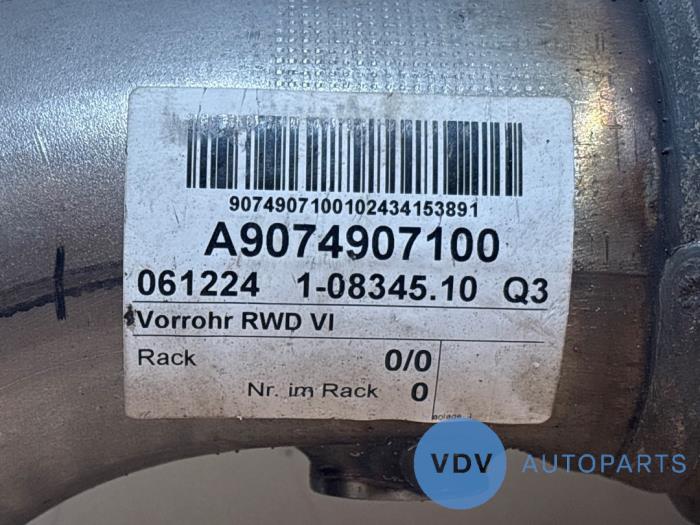 9074907100102434153891
A9074907100
061224 1-08345.10 Q3
Vorrohr RWD VI
Rack 0/0
Nr. im Rack 0
VDV AUTOPARTS